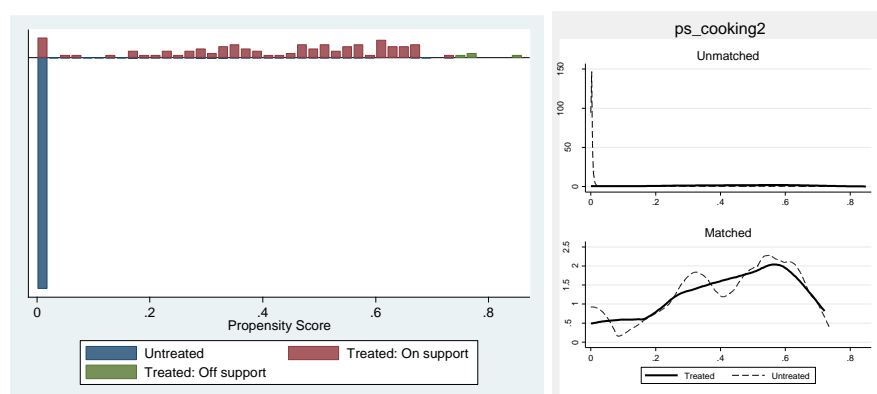 0
.2
.4
.6
.8
Propensity Score
Untreated
Treated: On support
Treated: Off support
ps_cooking2
Unmatched
150
100
50
0
0
.2
.4
.6
.8
Matched
2.5
2
1.5
1
.5
0
0
.2
.4
.6
.8
Treated
Untreated